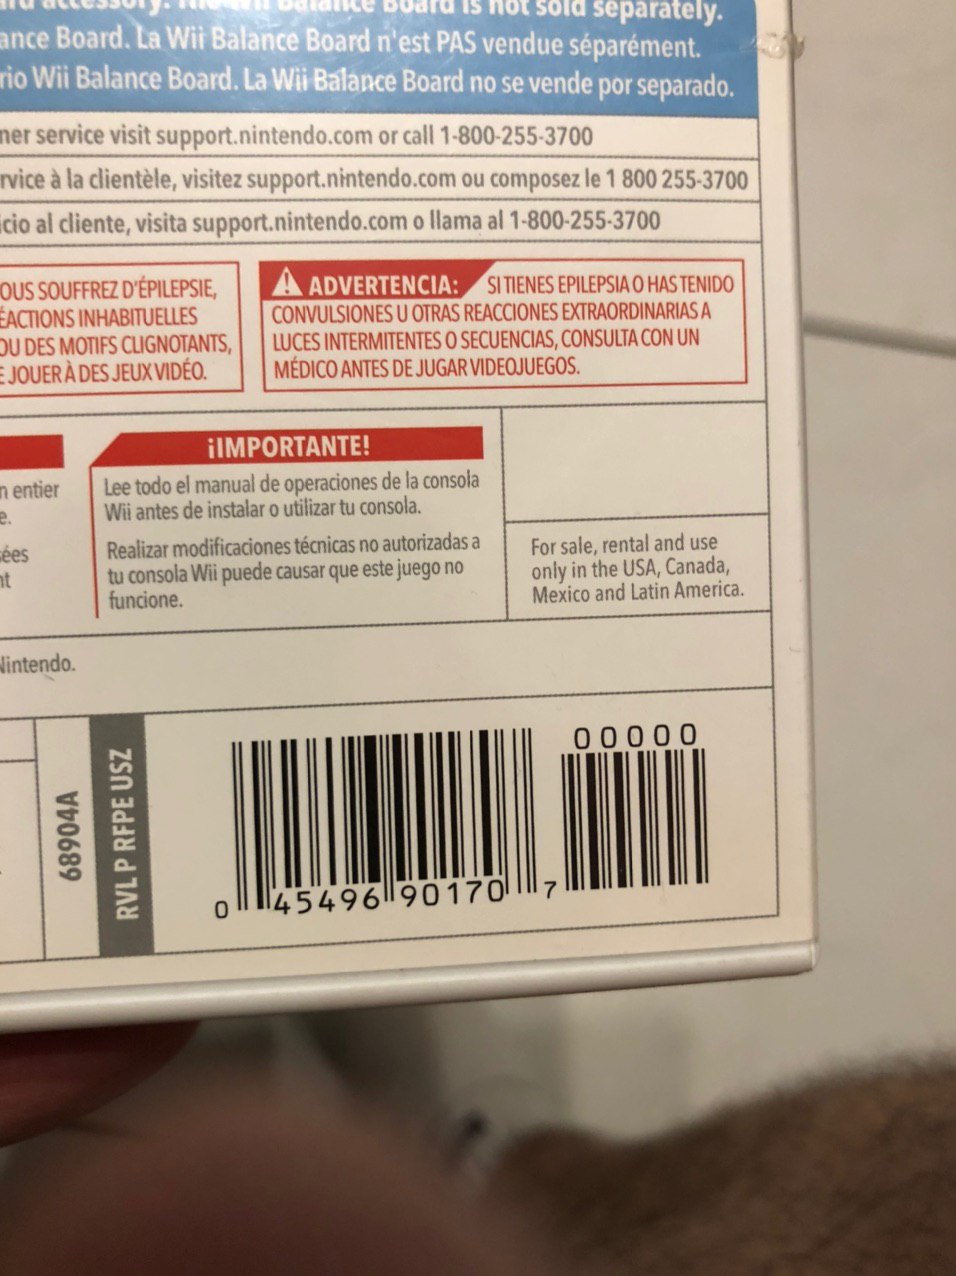 Balance Board is not sold separately.
ance Board. La Wii Balance Board n'est PAS vendue séparément.
rio Wii Balance Board. La Wii Balance Board no se vende por separado.
ner service visit support.nintendo.com or call 1-800-255-3700
rvice à la clientèle, visitez support.nintendo.com ou composez le 1 800 255-3700
icio al cliente, visita support.nintendo.com o llama al 1-800-255-3700
OUS SOUFFREZ D'ÉPILEPSIE,
ÉACTIONS INHABITUELLES
OU DES MOTIFS CLIGNOTANTS,
E JOUER À DES JEUX VIDÉO.
ADVERTENCIA: SI TIENES EPILEPSIA O HAS TENIDO
CONVULSIONES U OTRAS REACCIONES EXTRAORDINARIAS A
LUCES INTERMITENTES O SECUENCIAS, CONSULTA CON UN
MÉDICO ANTES DE JUGAR VIDEOJUEGOS.
n entier
e.
ées
nt
¡IMPORTANTE!
Lee todo el manual de operaciones de la consola
Wii antes de instalar o utilizar tu consola.
Realizar modificaciones técnicas no autorizadas a
tu consola Wii puede causar que este juego no
funcione.
For sale, rental and use
only in the USA, Canada,
Mexico and Latin America.
Nintendo.
68904A
RVL P RFPE USZ
00000
0 45496 90170 7